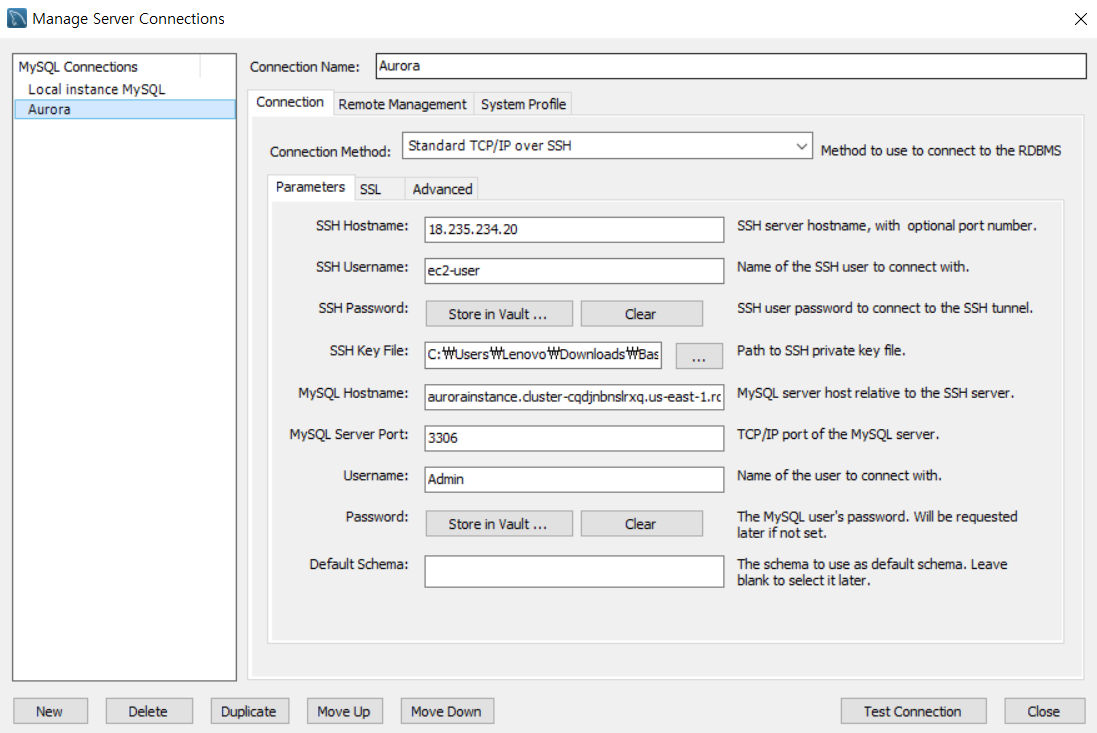 Manage Server Connections
MySQL Connections
Local instance MySQL
Aurora
Connection Name: Aurora
Connection Remote Management System Profile
Connection Method: Standard TCP/IP over SSH Method to use to connect to the RDBMS
Parameters SSL Advanced
SSH Hostname: 18.235.234.20 SSH server hostname, with optional port number.
SSH Username: ec2-user Name of the SSH user to connect with.
SSH Password: Store in Vault ... Clear SSH user password to connect to the SSH tunnel.
SSH Key File: C:₩Users₩Lenovo₩Downloads₩Bas ... Path to SSH private key file.
MySQL Hostname: aurorainstance.cluster-cqdjnbnslrxq.us-east-1.rc MySQL server host relative to the SSH server.
MySQL Server Port: 3306 TCP/IP port of the MySQL server.
Username: Admin Name of the user to connect with.
Password: Store in Vault ... Clear The MySQL user's password. Will be requested
later if not set.
Default Schema: The schema to use as default schema. Leave
blank to select it later.
New Delete Duplicate Move Up Move Down Test Connection Close